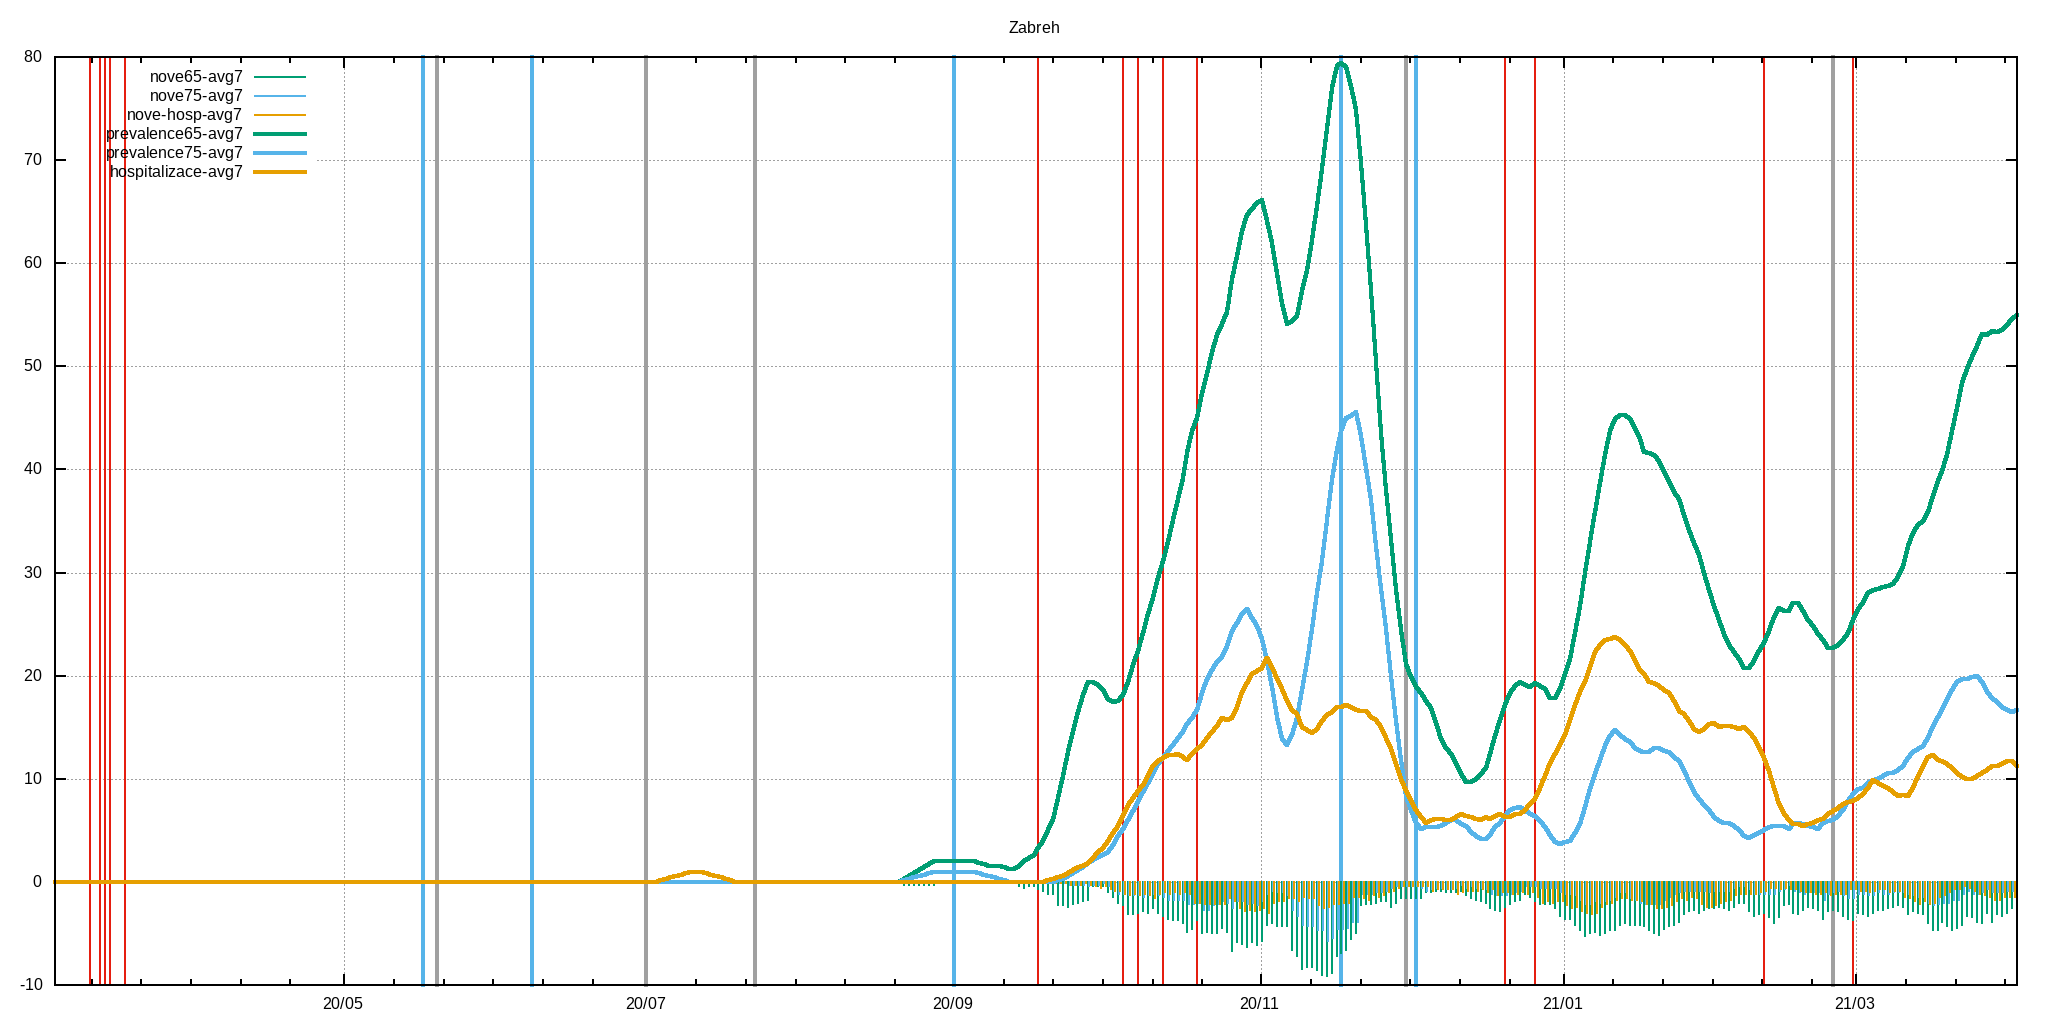 Zabreh
80
70
60
50
40
30
20
10
0
-10
nove65-avg7
nove75-avg7
nove-hosp-avg7
prevalence65-avg7
prevalence75-avg7
hospitalizace-avg7
20/05
20/07
20/09
20/11
21/01
21/03